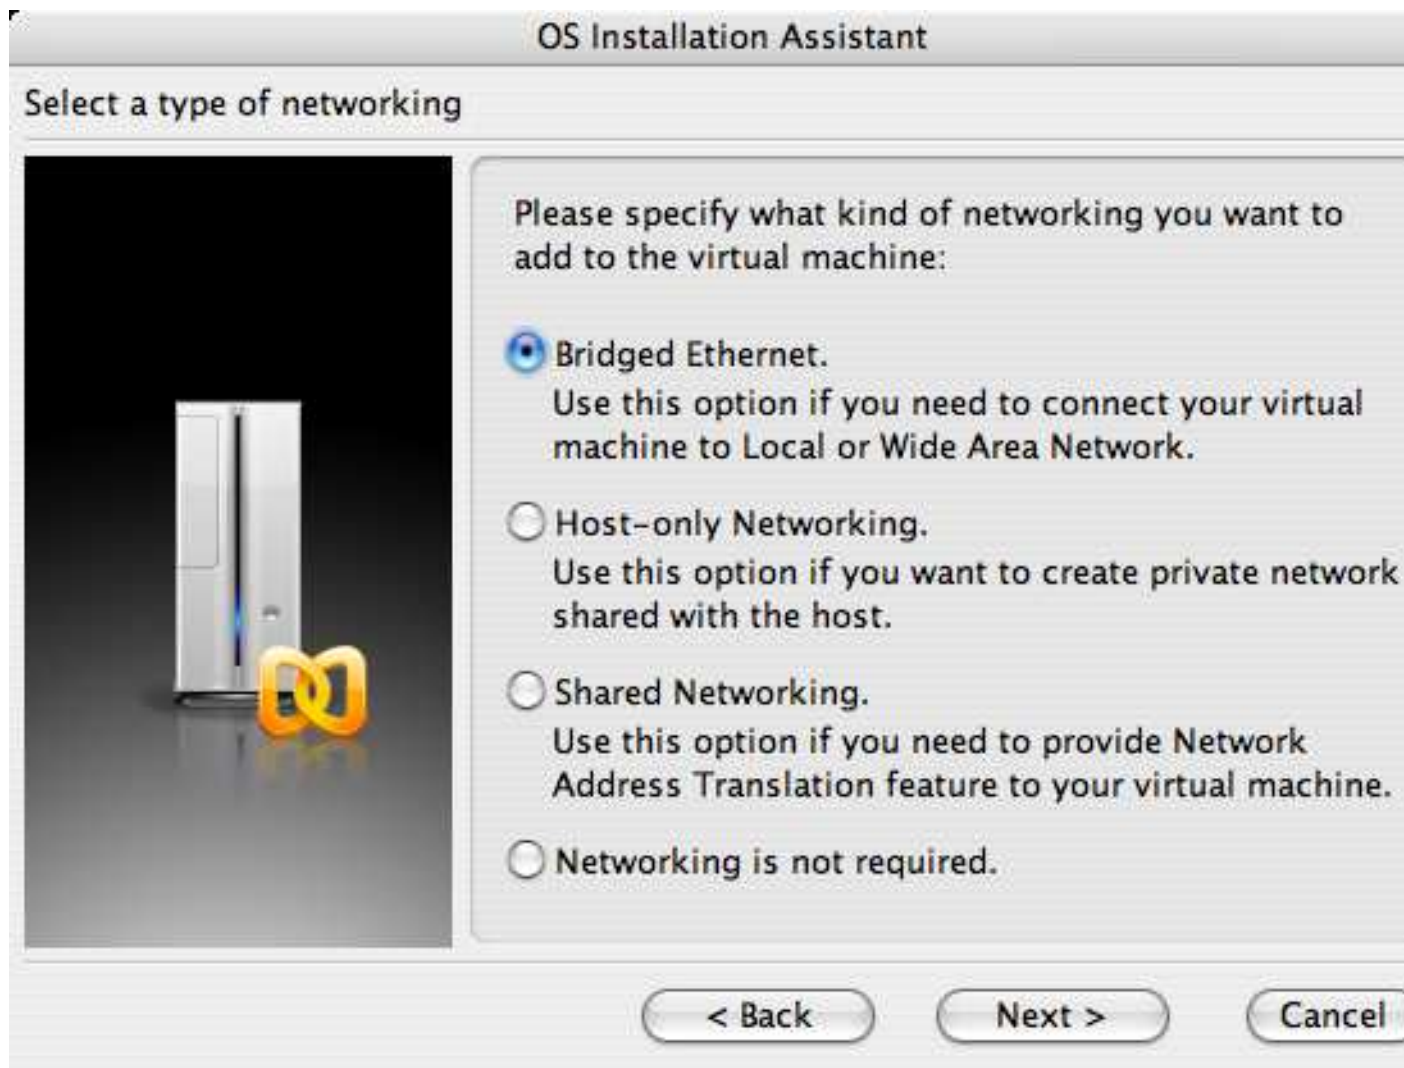 OS Installation Assistant
Select a type of networking
Please specify what kind of networking you want to
add to the virtual machine:
Bridged Ethernet.
Use this option if you need to connect your virtual
machine to Local or Wide Area Network.
Host-only Networking.
Use this option if you want to create private network
shared with the host.
Shared Networking.
Use this option if you need to provide Network
Address Translation feature to your virtual machine.
Networking is not required.
< Back Next > Cancel